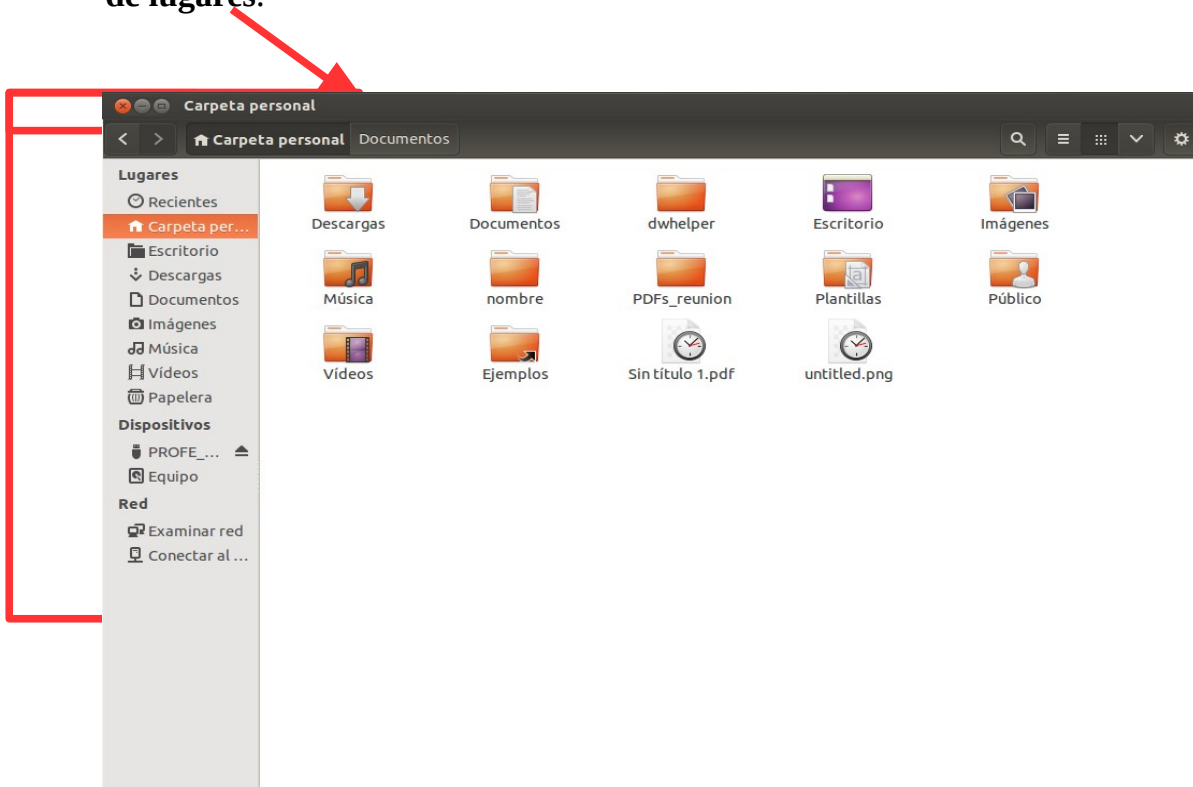 de lugares.
Carpeta personal
Carpeta personal Documentos
Lugares
Recientes
Carpeta per...
Escritorio
Descargas
Documentos
Imágenes
Música
Vídeos
Papelera
Dispositivos
PROFE_...
Equipo
Red
Examinar red
Conectar al ...
Descargas Documentos dwhelper Escritorio Imágenes
Música nombre PDFs_reunion Plantillas Público
Vídeos Ejemplos Sin título 1.pdf untitled.png